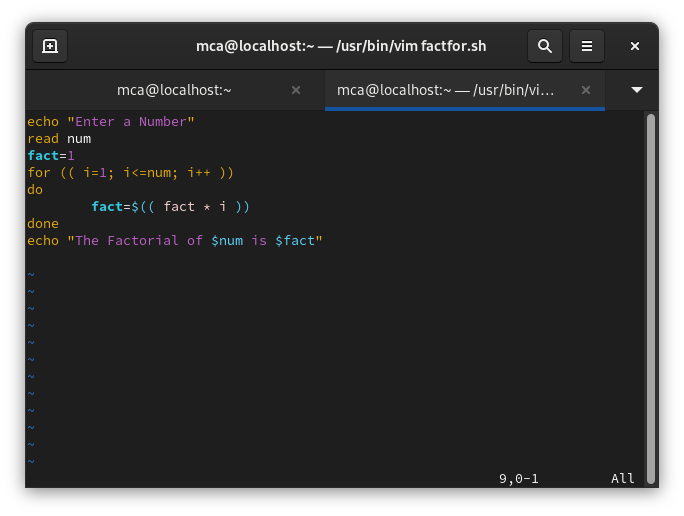 mca@localhost:~ — /usr/bin/vim factfor.sh
mca@localhost:~
mca@localhost:~ — /usr/bin/vi…
echo "Enter a Number"
read num
fact=1
for (( i=1; i<=num; i++ ))
do
        fact=$(( fact * i ))
done
echo "The Factorial of $num is $fact"

~
~
~
~
~
~
~
~
~
~
~
~
9,0-1         All